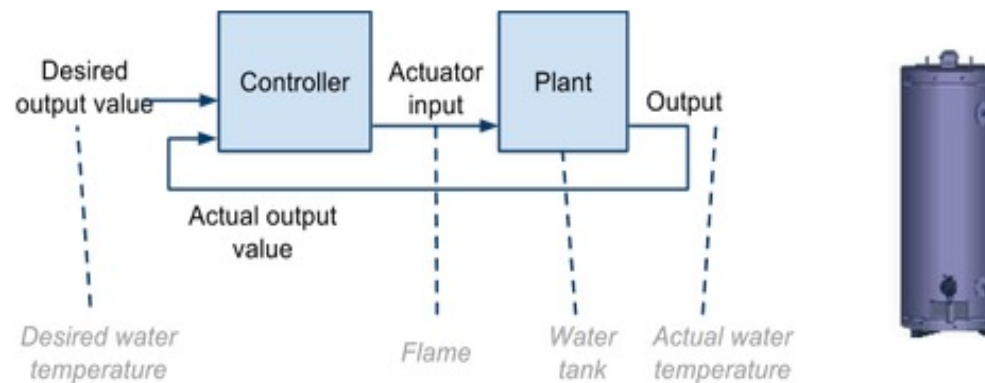 Desired
output value
Controller
Actuator
input
Plant
Output
Actual output
value
Desired water
temperature
Flame
Water
tank
Actual water
temperature